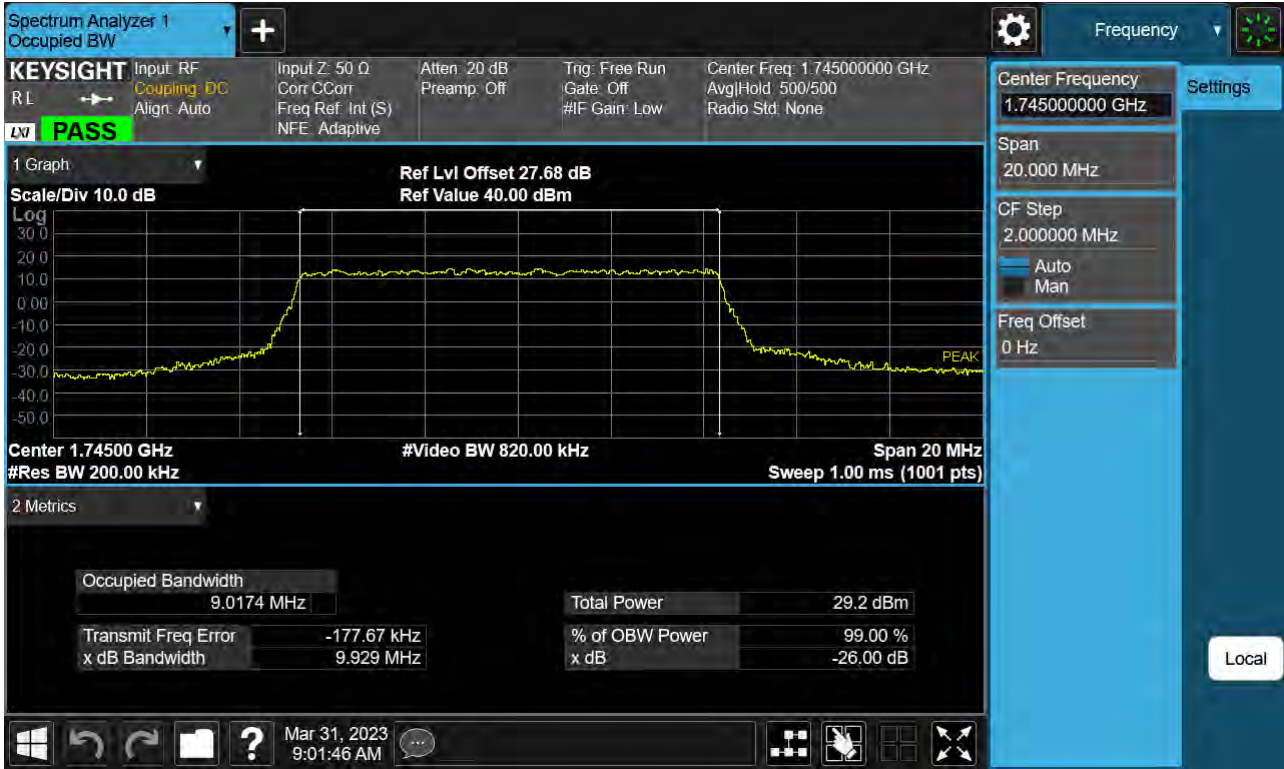 Spectrum Analyzer 1
Occupied BW
Frequency
KEYSIGHT
RL
LXI PASS
Input: RF
Coupling: DC
Align: Auto
Input Z: 50 Ω
Corr CCorr
Freq Ref: Int (S)
NFE: Adaptive
Atten: 20 dB
Preamp: Off
Trig: Free Run
Gate: Off
#IF Gain: Low
Center Freq: 1.745000000 GHz
Avg|Hold: 500/500
Radio Std: None
1 Graph
Scale/Div 10.0 dB
Ref Lvl Offset 27.68 dB
Ref Value 40.00 dBm
Log
30.0
20.0
10.0
0.00
-10.0
-20.0
-30.0
-40.0
-50.0
PEAK
Center 1.74500 GHz
#Video BW 820.00 kHz
Span 20 MHz
#Res BW 200.00 kHz
Sweep 1.00 ms (1001 pts)
2 Metrics
Occupied Bandwidth
9.0174 MHz
Total Power 29.2 dBm
Transmit Freq Error -177.67 kHz
% of OBW Power 99.00 %
x dB Bandwidth 9.929 MHz
x dB -26.00 dB
Center Frequency
1.745000000 GHz
Settings
Span
20.000 MHz
CF Step
2.000000 MHz
Auto
Man
Freq Offset
0 Hz
Local
?
Mar 31, 2023
9:01:46 AM